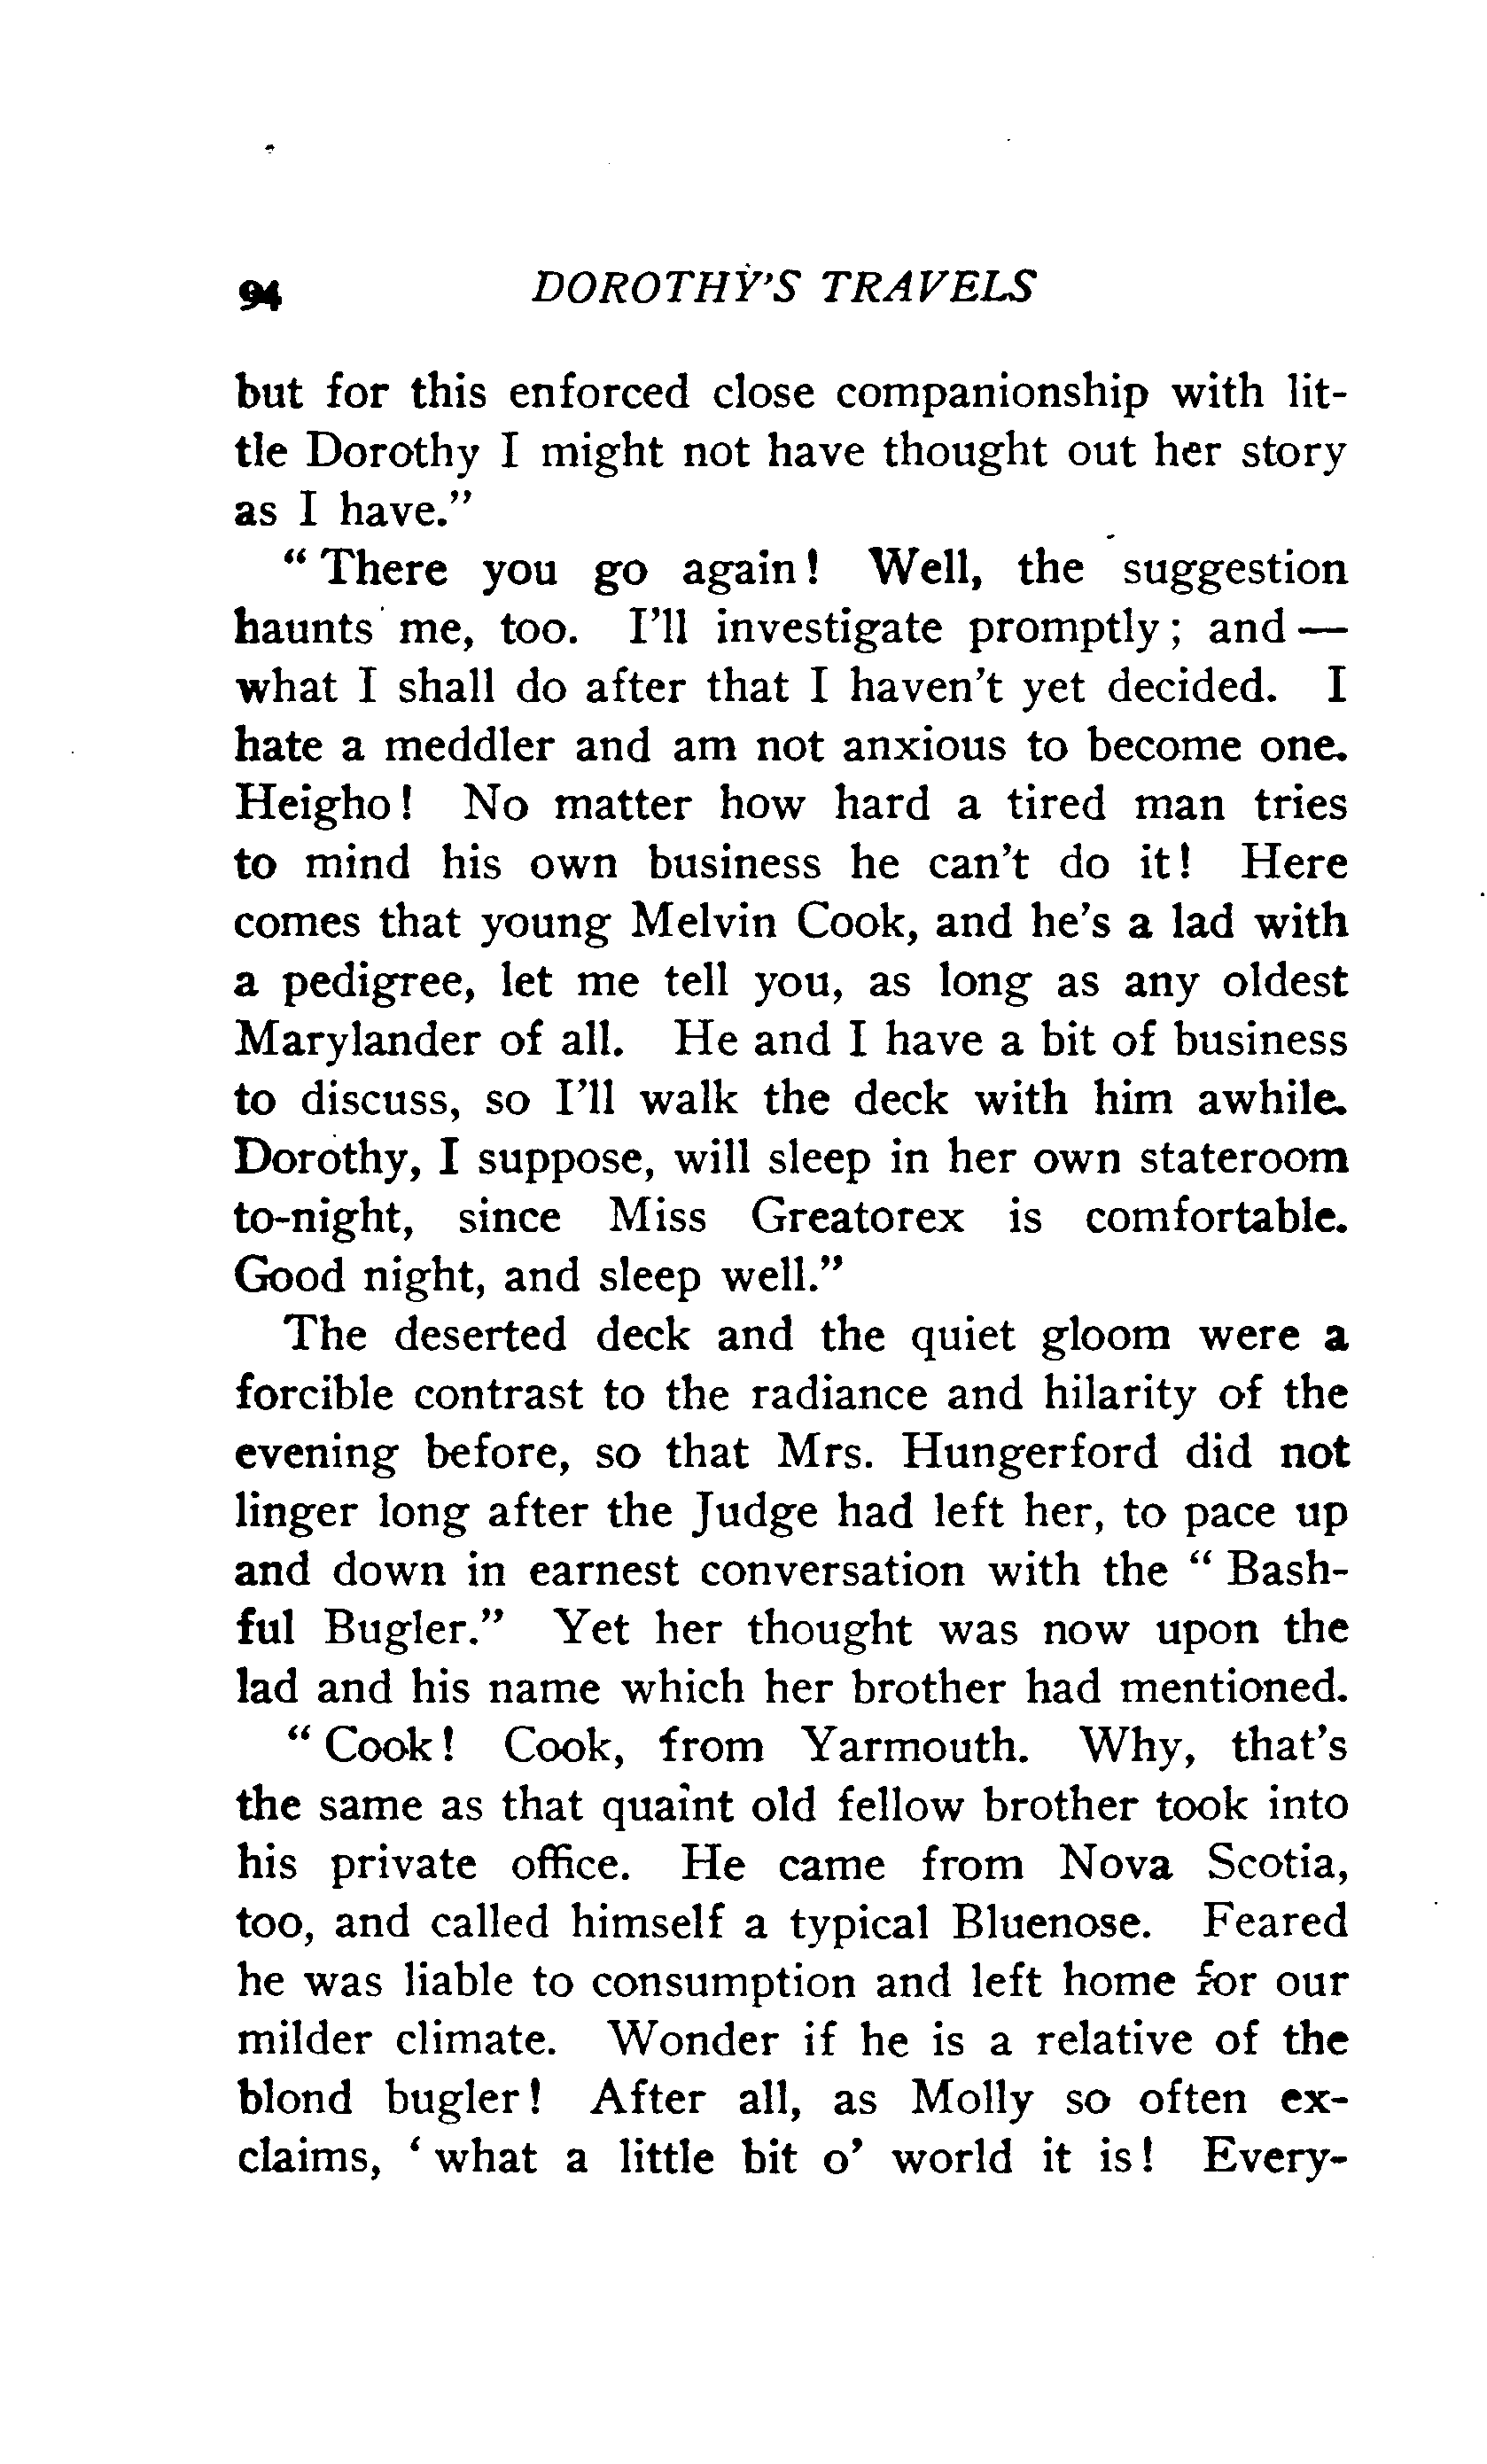 94 DOROTHY'S TRAVELS
but for this enforced close companionship with lit-
tle Dorothy I might not have thought out her story
as I have."
" There you go again! Well, the suggestion
haunts me, too. I'll investigate promptly; and —
what I shall do after that I haven't yet decided. I
hate a meddler and am not anxious to become one.
Heigho! No matter how hard a tired man tries
to mind his own business he can't do it! Here
comes that young Melvin Cook, and he's a lad with
a pedigree, let me tell you, as long as any oldest
Marylander of all. He and I have a bit of business
to discuss, so I'll walk the deck with him awhile.
Dorothy, I suppose, will sleep in her own stateroom
to-night, since Miss Greatorex is comfortable.
Good night, and sleep well."
The deserted deck and the quiet gloom were a
forcible contrast to the radiance and hilarity of the
evening before, so that Mrs. Hungerford did not
linger long after the Judge had left her, to pace up
and down in earnest conversation with the " Bash-
ful Bugler." Yet her thought was now upon the
lad and his name which her brother had mentioned.
" Cook! Cook, from Yarmouth. Why, that's
the same as that quaint old fellow brother took into
his private office. He came from Nova Scotia,
too, and called himself a typical Bluenose. Feared
he was liable to consumption and left home for our
milder climate. Wonder if he is a relative of the
blond bugler! After all, as Molly so often ex-
claims, ' what a little bit o' world it is! Every-